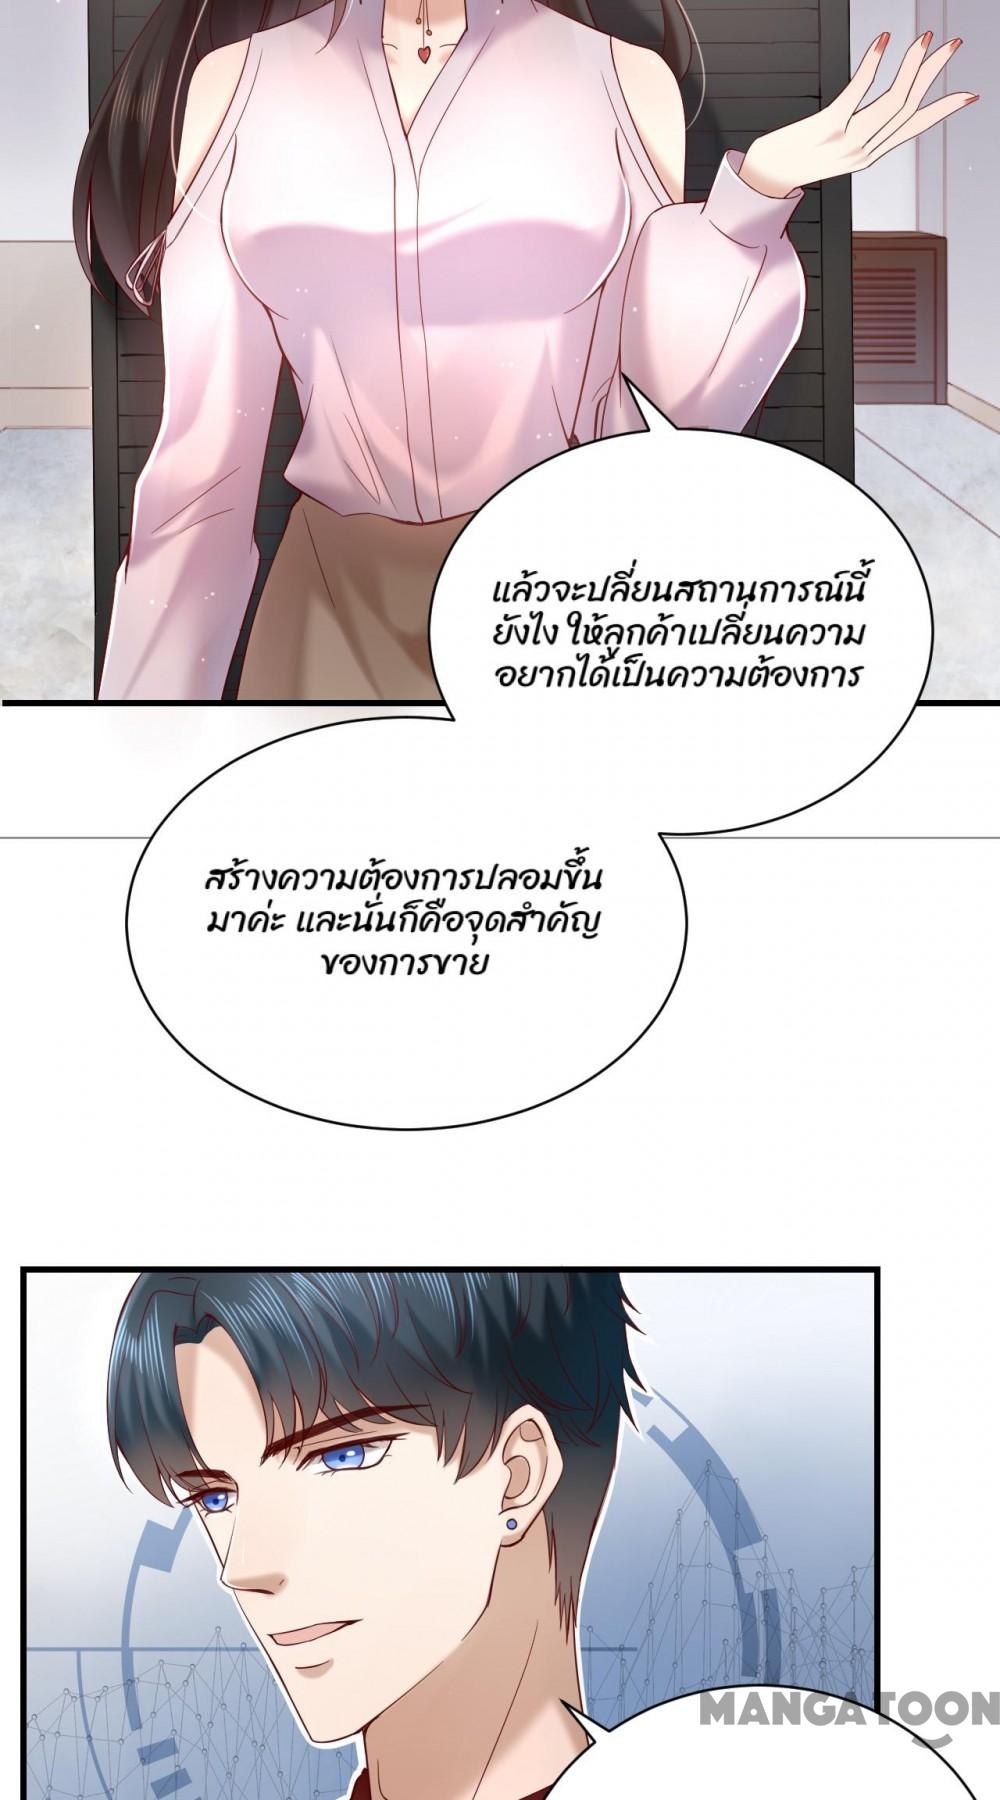 แล้วจะปลี่ยนสถานการณ์นี้
ยังไง ให้ลูกค้าเปลี่ยนความ
อยากได้เป็นความต้องการ
สร้างความต้องการปลอมขึ้น
มาค่ะ และนั่นก็คือจุดสำคัญ
ของการขาย
MANGATOON